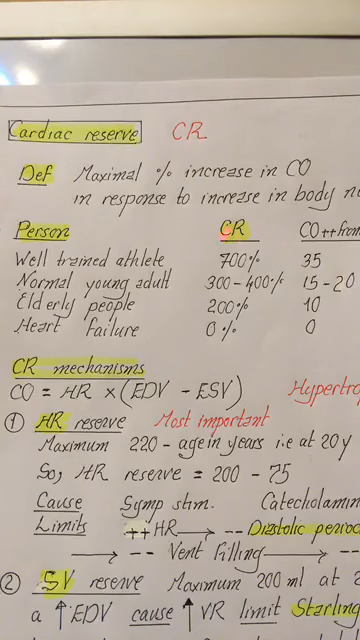 Cardiac reserve CR
Def Maximal % increase in CO
in response to increase in body
Person CR CO ++ from
Well trained athlete 700% 35
Normal young adult 300-400% 15-20
Elderly people 200% 10
Heart failure 0% 0
CR mechanisms
CO = HR × (EDV - ESV) Hypertro
① HR reserve Most important
Maximum 220 - age in years i.e at 20 y
So, HR reserve = 200 - 75
Cause Symp stim. Catecholamin
Limits ++ HR → -- Diastolic period
→ -- Vent filling → --
② SV reserve Maximum 200 ml at
a ↑ EDV cause ↑ VR limit Starling